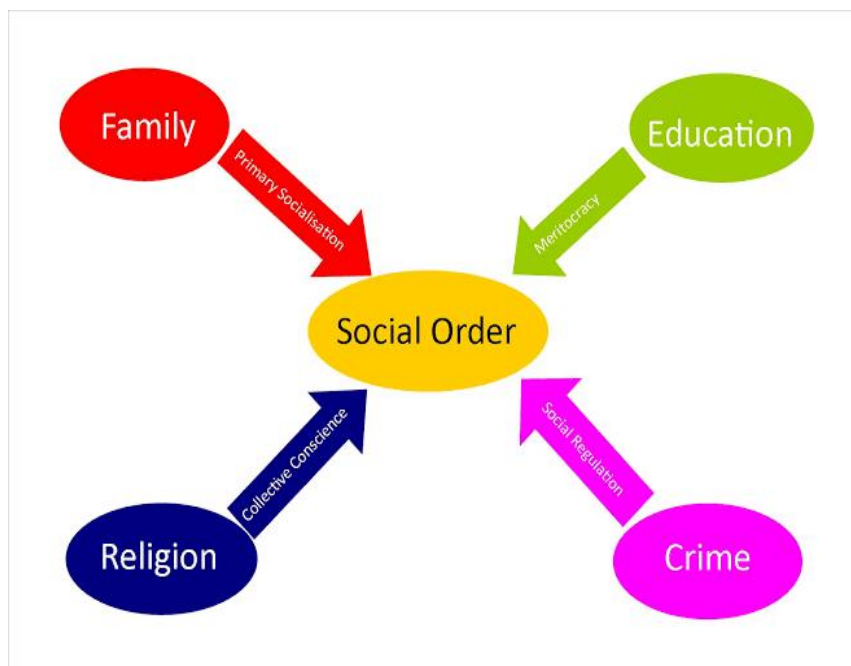 Family
Education
Primary Socialisation
Meritocracy
Social Order
Collective Conscience
Social Regulation
Religion
Crime